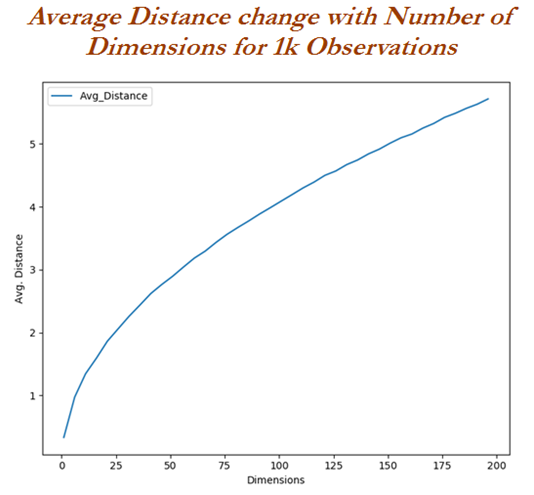 Average Distance change with Number of
Dimensions for 1k Observations
Avg_Distance
5
4
3
2
1
Avg. Distance
0 25 50 75 100 125 150 175 200
Dimensions